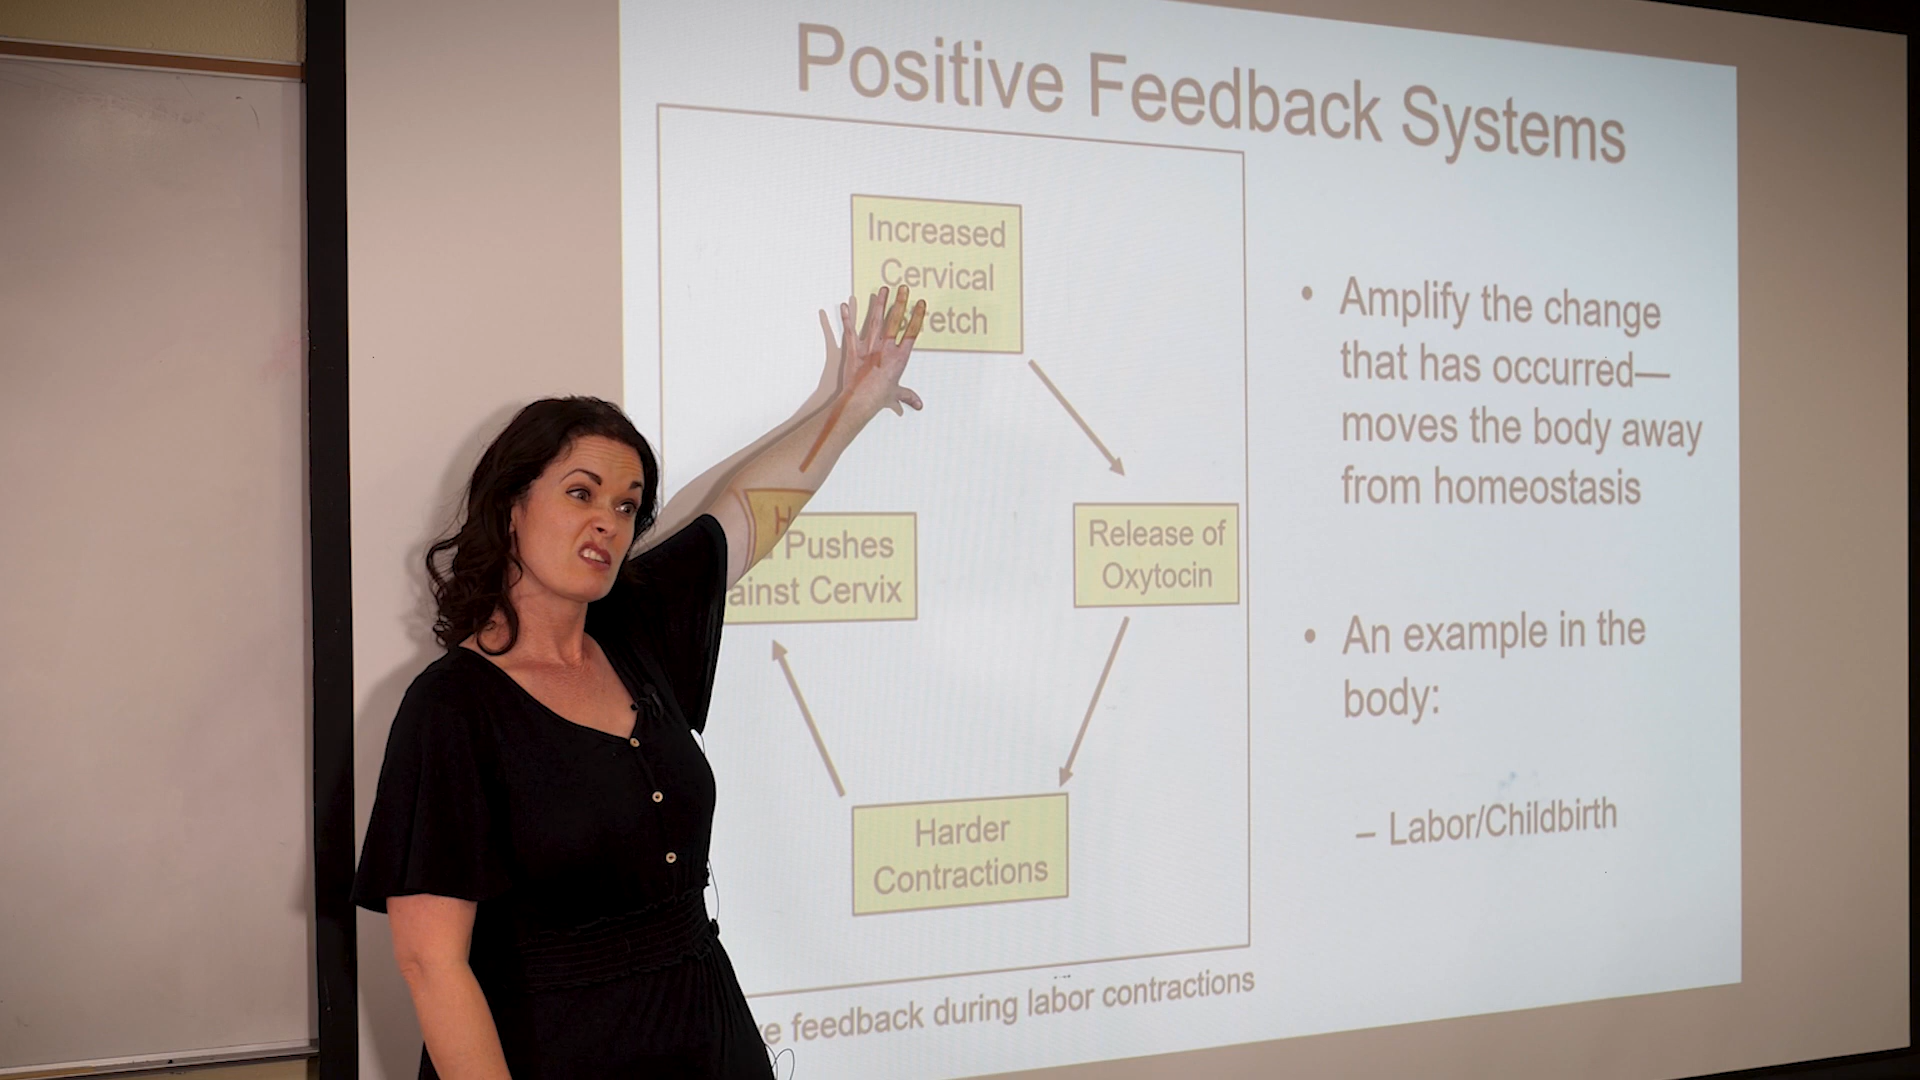 Positive Feedback Systems
Increased
Cervical
Stretch
Pushes
Against Cervix
Release of
Oxytocin
Harder
Contractions
feedback during labor contractions
• Amplify the change
that has occurred—
moves the body away
from homeostasis
• An example in the
body:
– Labor/Childbirth